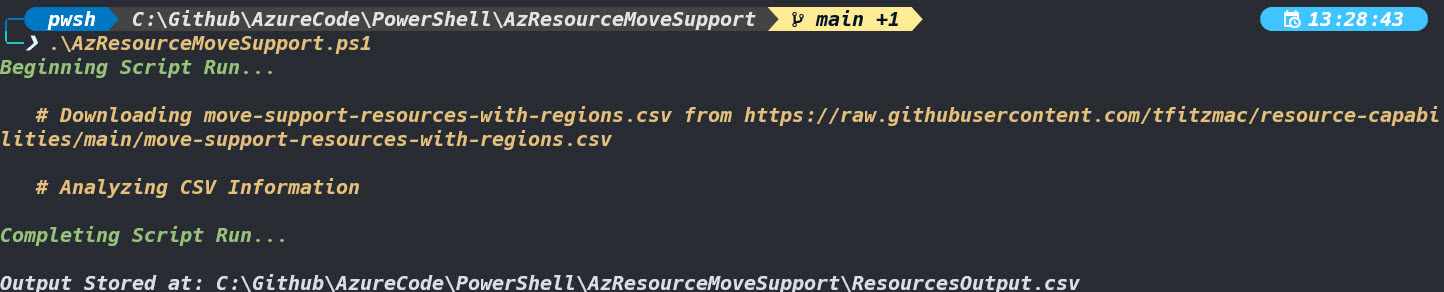 pwsh C:\Github\AzureCode\PowerShell\AzResourceMoveSupport main +1 13:28:43
❯ .\AzResourceMoveSupport.ps1
Beginning Script Run...
# Downloading move-support-resources-with-regions.csv from https://raw.githubusercontent.com/tfitzmac/resource-capabi
lities/main/move-support-resources-with-regions.csv
# Analyzing CSV Information
Completing Script Run...
Output Stored at: C:\Github\AzureCode\PowerShell\AzResourceMoveSupport\ResourcesOutput.csv